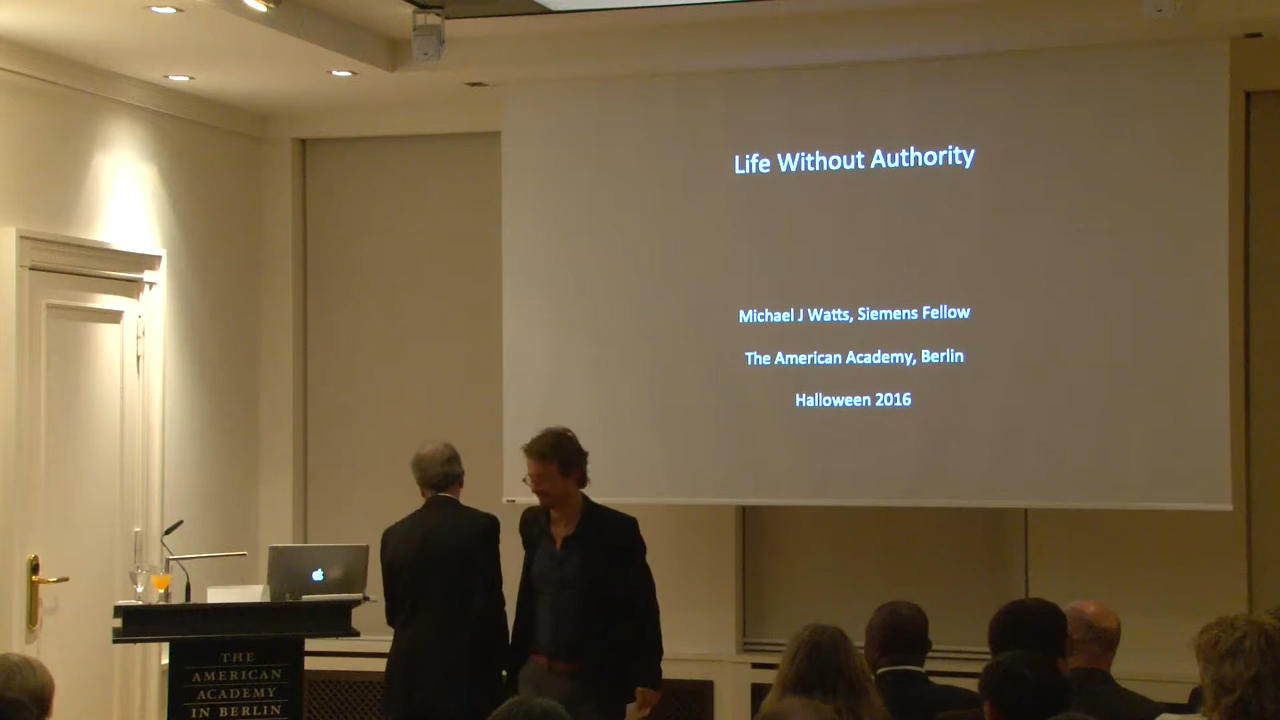 Life Without Authority
Michael J Watts, Siemens Fellow
The American Academy, Berlin
Halloween 2016
THE
AMERICAN
ACADEMY
IN BERLIN